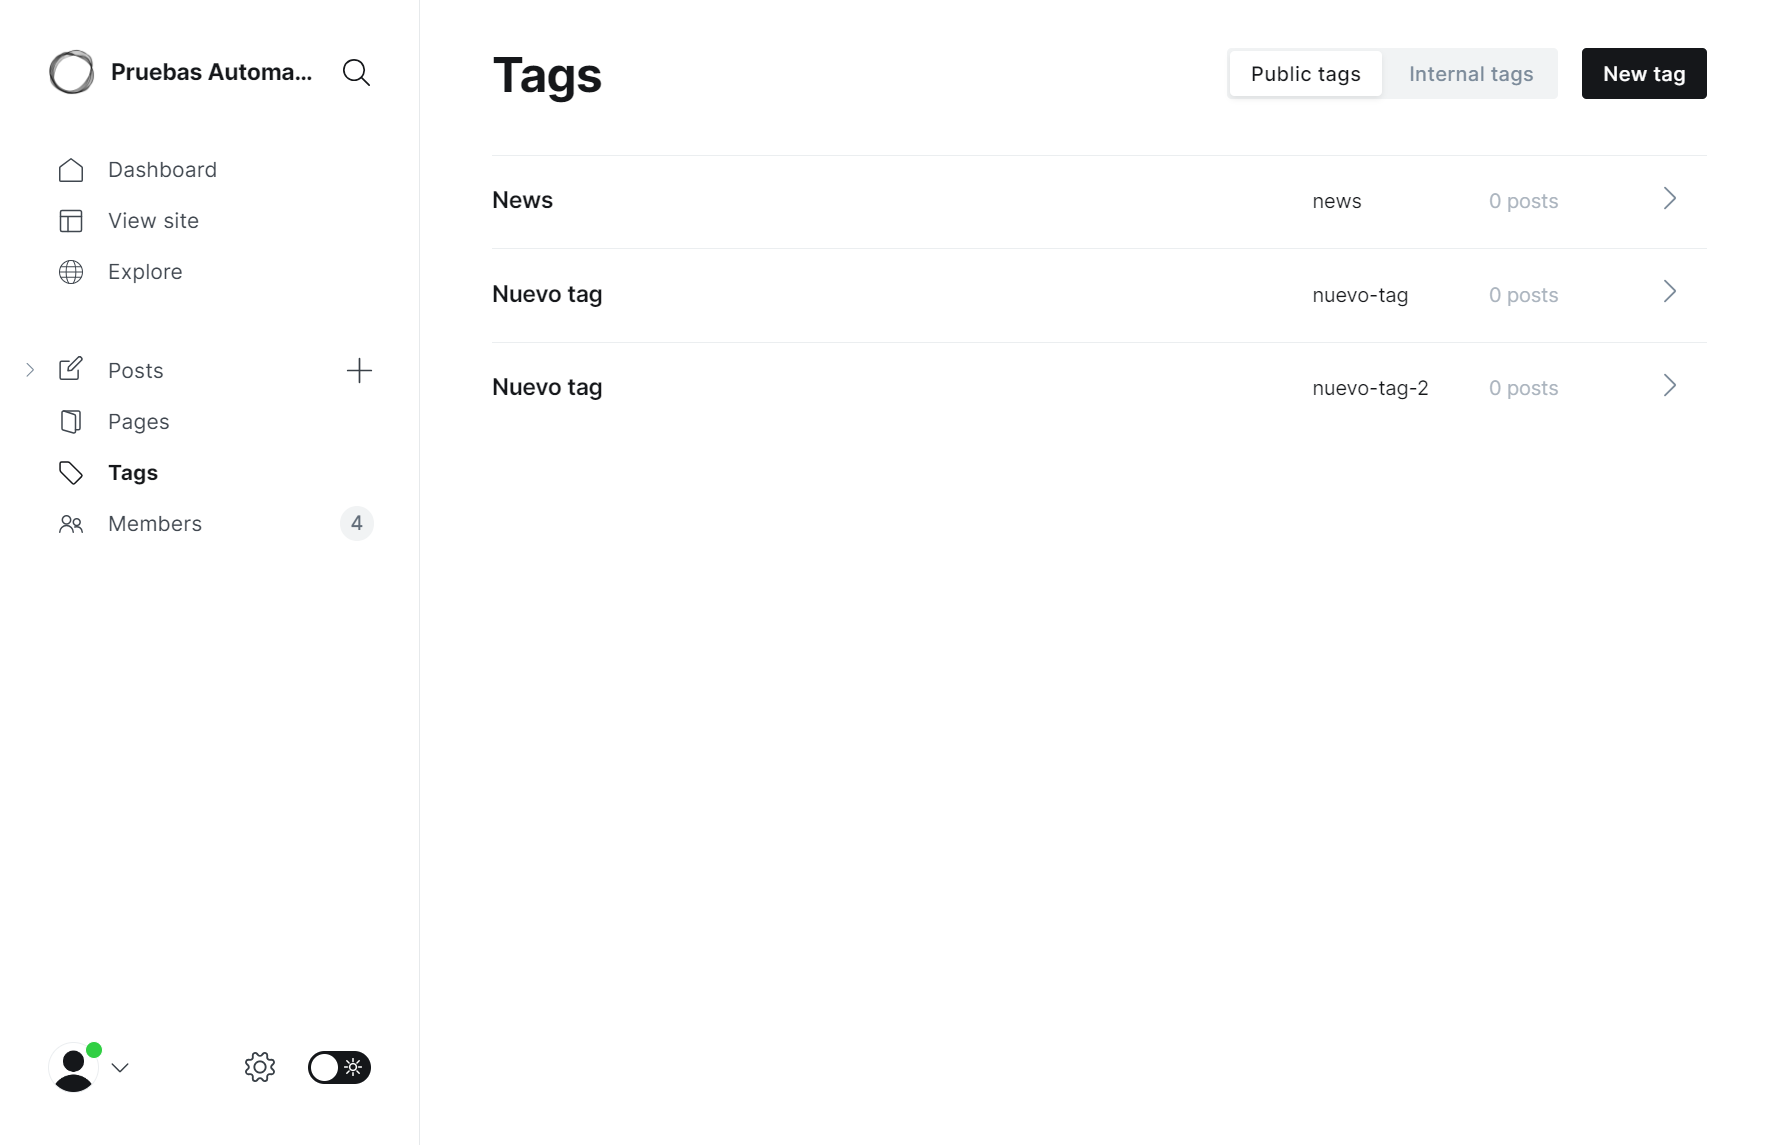 Pruebas Automa...
Dashboard
View site
Explore
Posts
Pages
Tags
Members 4
Tags
Public tags Internal tags New tag
News news 0 posts
Nuevo tag nuevo-tag 0 posts
Nuevo tag nuevo-tag-2 0 posts